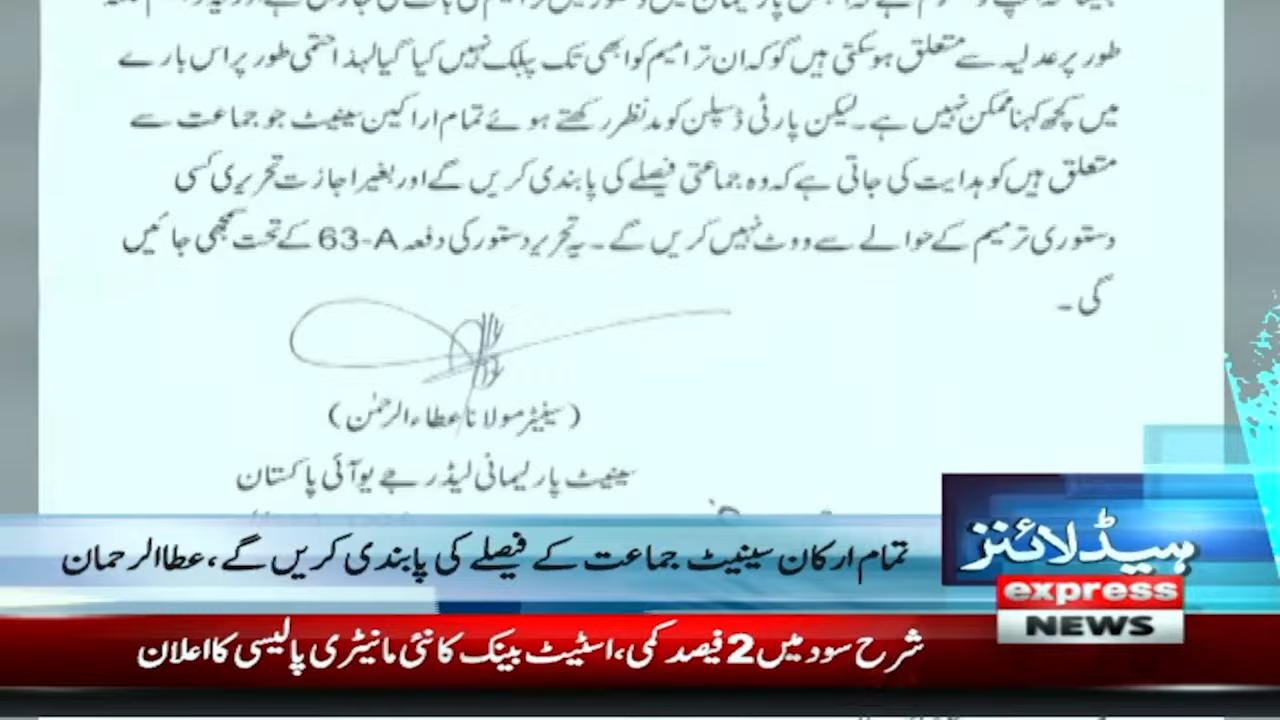 طور پر عدلیہ سے متعلق ہوسکتی ہیں گو کہ ان ترامیم کو ابھی تک پبلک نہیں کیا گیا لہذا حتمی طور پر اس بارے
میں کچھ کہنا ممکن نہیں ہے۔ لیکن پارٹی ڈسپلن کو مدنظر رکھتے ہوئے تمام اراکین سینیٹ جو جماعت سے
متعلق ہیں کو ہدایت کی جاتی ہے کہ وہ جماعتی فیصلے کی پابندی کریں گے اور بغیر اجازت تحریری کسی
دستوری ترمیم کے حوالے سے ووٹ نہیں کریں گے۔ یہ تحریر دستور کی دفعہ 63-A کے تحت سمجھی جائیں
گی۔
(سینیٹر مولانا عطاء الرحمٰن)
سینیٹ پارلیمانی لیڈر جے یو آئی پاکستان
ہیڈلائنز
تمام ارکان سینیٹ جماعت کے فیصلے کی پابندی کریں گے، عطاالرحمان
express
NEWS
شرح سود میں 2 فیصد کمی، اسٹیٹ بینک کا نئی مانیٹری پالیسی کا اعلان